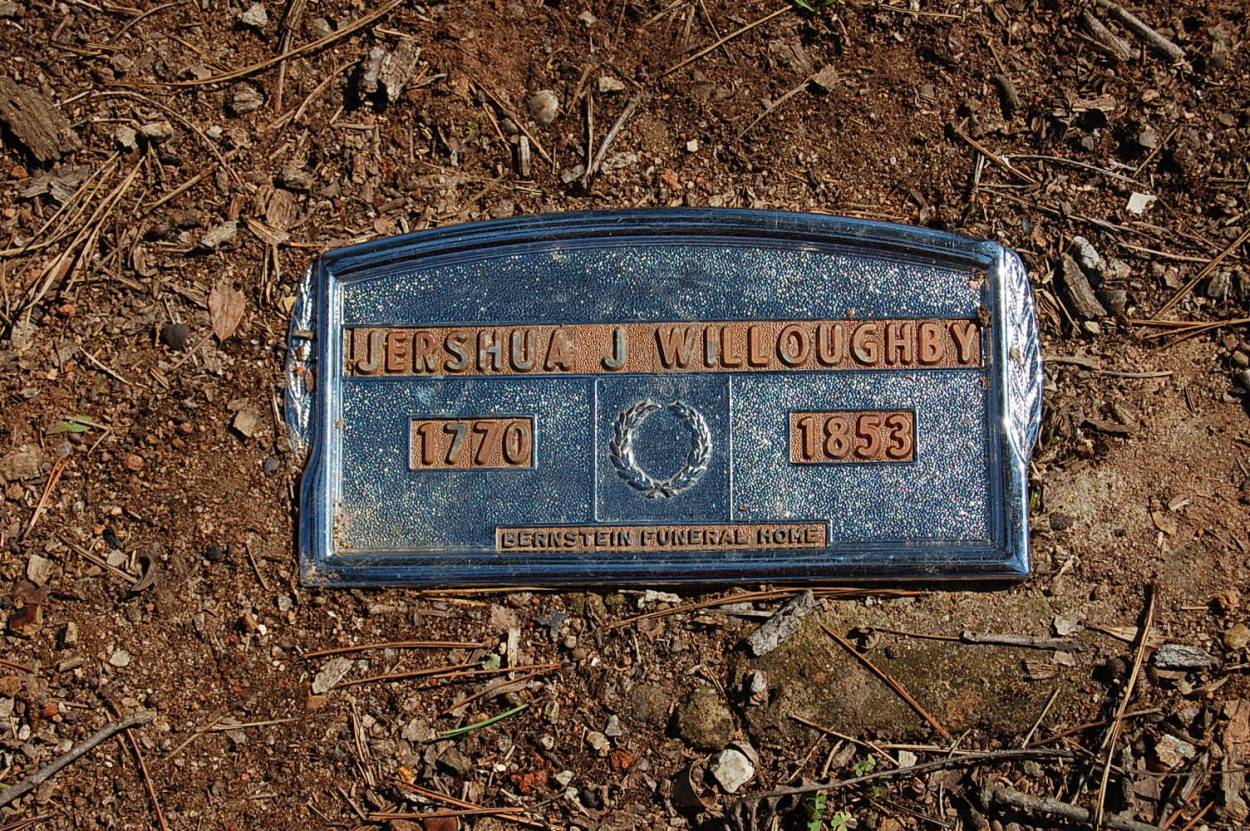 JERSHUA J WILLOUGHBY
1770 1853
BERNSTEIN FUNERAL HOME